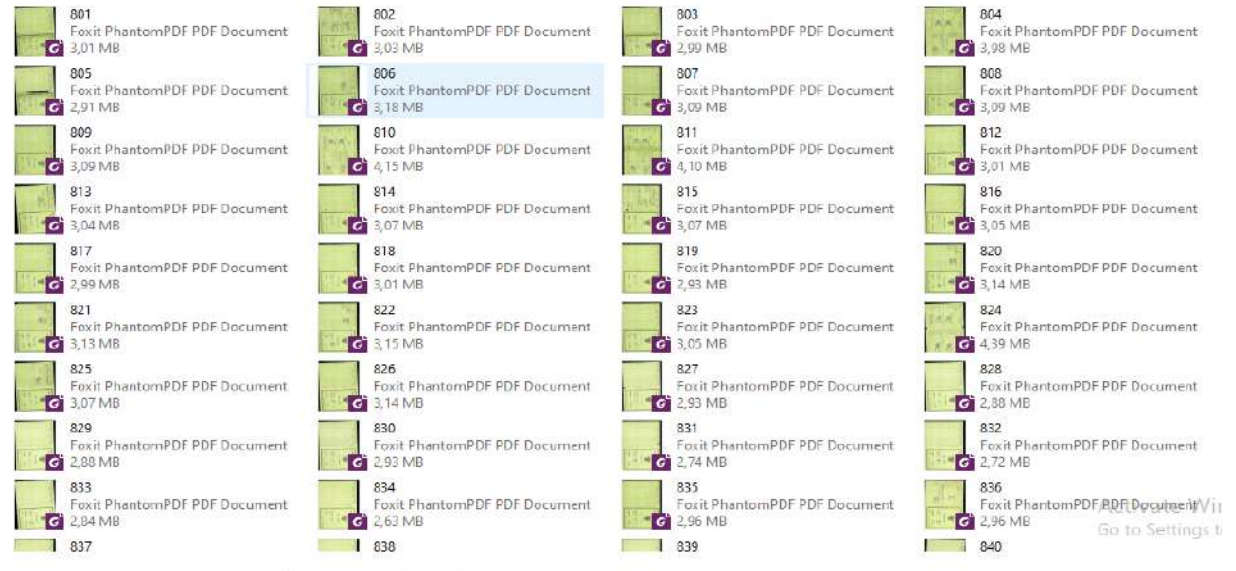 801
Foxit PhantomPDF PDF Document
3,01 MB
802
Foxit PhantomPDF PDF Document
3,03 MB
803
Foxit PhantomPDF PDF Document
2,99 MB
804
Foxit PhantomPDF PDF Document
3,98 MB
805
Foxit PhantomPDF PDF Document
2,91 MB
806
Foxit PhantomPDF PDF Document
3,18 MB
807
Foxit PhantomPDF PDF Document
3,09 MB
808
Foxit PhantomPDF PDF Document
3,09 MB
809
Foxit PhantomPDF PDF Document
3,09 MB
810
Foxit PhantomPDF PDF Document
4,15 MB
811
Foxit PhantomPDF PDF Document
4,10 MB
812
Foxit PhantomPDF PDF Document
3,01 MB
813
Foxit PhantomPDF PDF Document
3,04 MB
814
Foxit PhantomPDF PDF Document
3,07 MB
815
Foxit PhantomPDF PDF Document
3,07 MB
816
Foxit PhantomPDF PDF Document
3,05 MB
817
Foxit PhantomPDF PDF Document
2,99 MB
818
Foxit PhantomPDF PDF Document
3,01 MB
819
Foxit PhantomPDF PDF Document
2,93 MB
820
Foxit PhantomPDF PDF Document
3,14 MB
821
Foxit PhantomPDF PDF Document
3,13 MB
822
Foxit PhantomPDF PDF Document
3,15 MB
823
Foxit PhantomPDF PDF Document
3,05 MB
824
Foxit PhantomPDF PDF Document
4,39 MB
825
Foxit PhantomPDF PDF Document
3,07 MB
826
Foxit PhantomPDF PDF Document
3,14 MB
827
Foxit PhantomPDF PDF Document
2,93 MB
828
Foxit PhantomPDF PDF Document
2,88 MB
829
Foxit PhantomPDF PDF Document
2,88 MB
830
Foxit PhantomPDF PDF Document
2,93 MB
831
Foxit PhantomPDF PDF Document
2,74 MB
832
Foxit PhantomPDF PDF Document
2,72 MB
833
Foxit PhantomPDF PDF Document
2,84 MB
834
Foxit PhantomPDF PDF Document
2,63 MB
835
Foxit PhantomPDF PDF Document
2,96 MB
836
Foxit PhantomPDF PDF Document
2,96 MB
Activate Wi
Go to Settings t
837
838
839
840